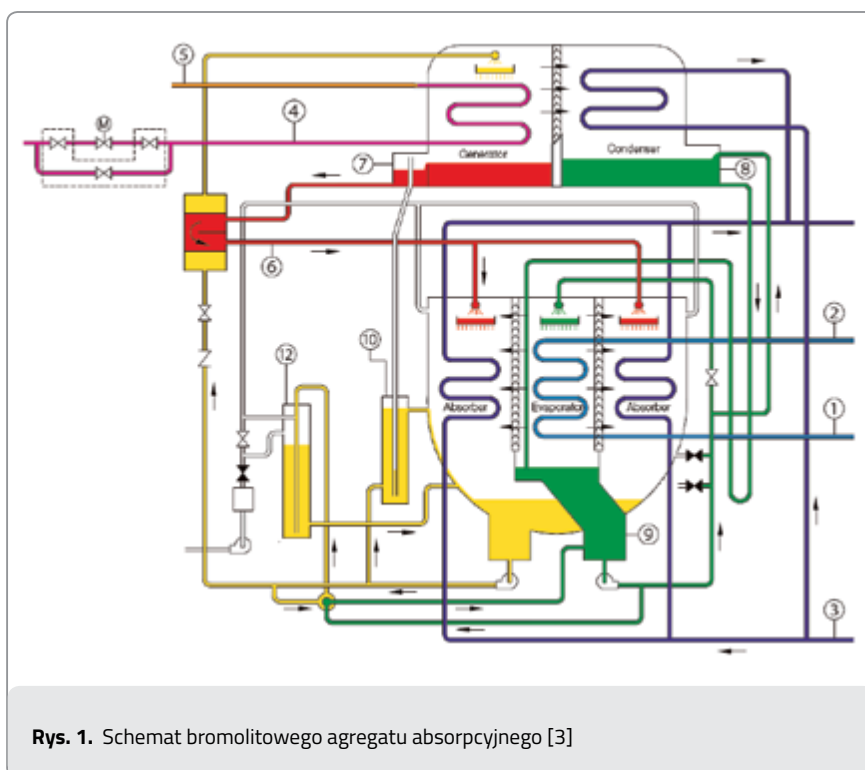 5
M
4
7
Generator
Condenser
8
6
2
10
12
Absorber
Evaporator
Absorber
1
9
3
Rys. 1. Schemat bromolitowego agregatu absorpcyjnego [3]